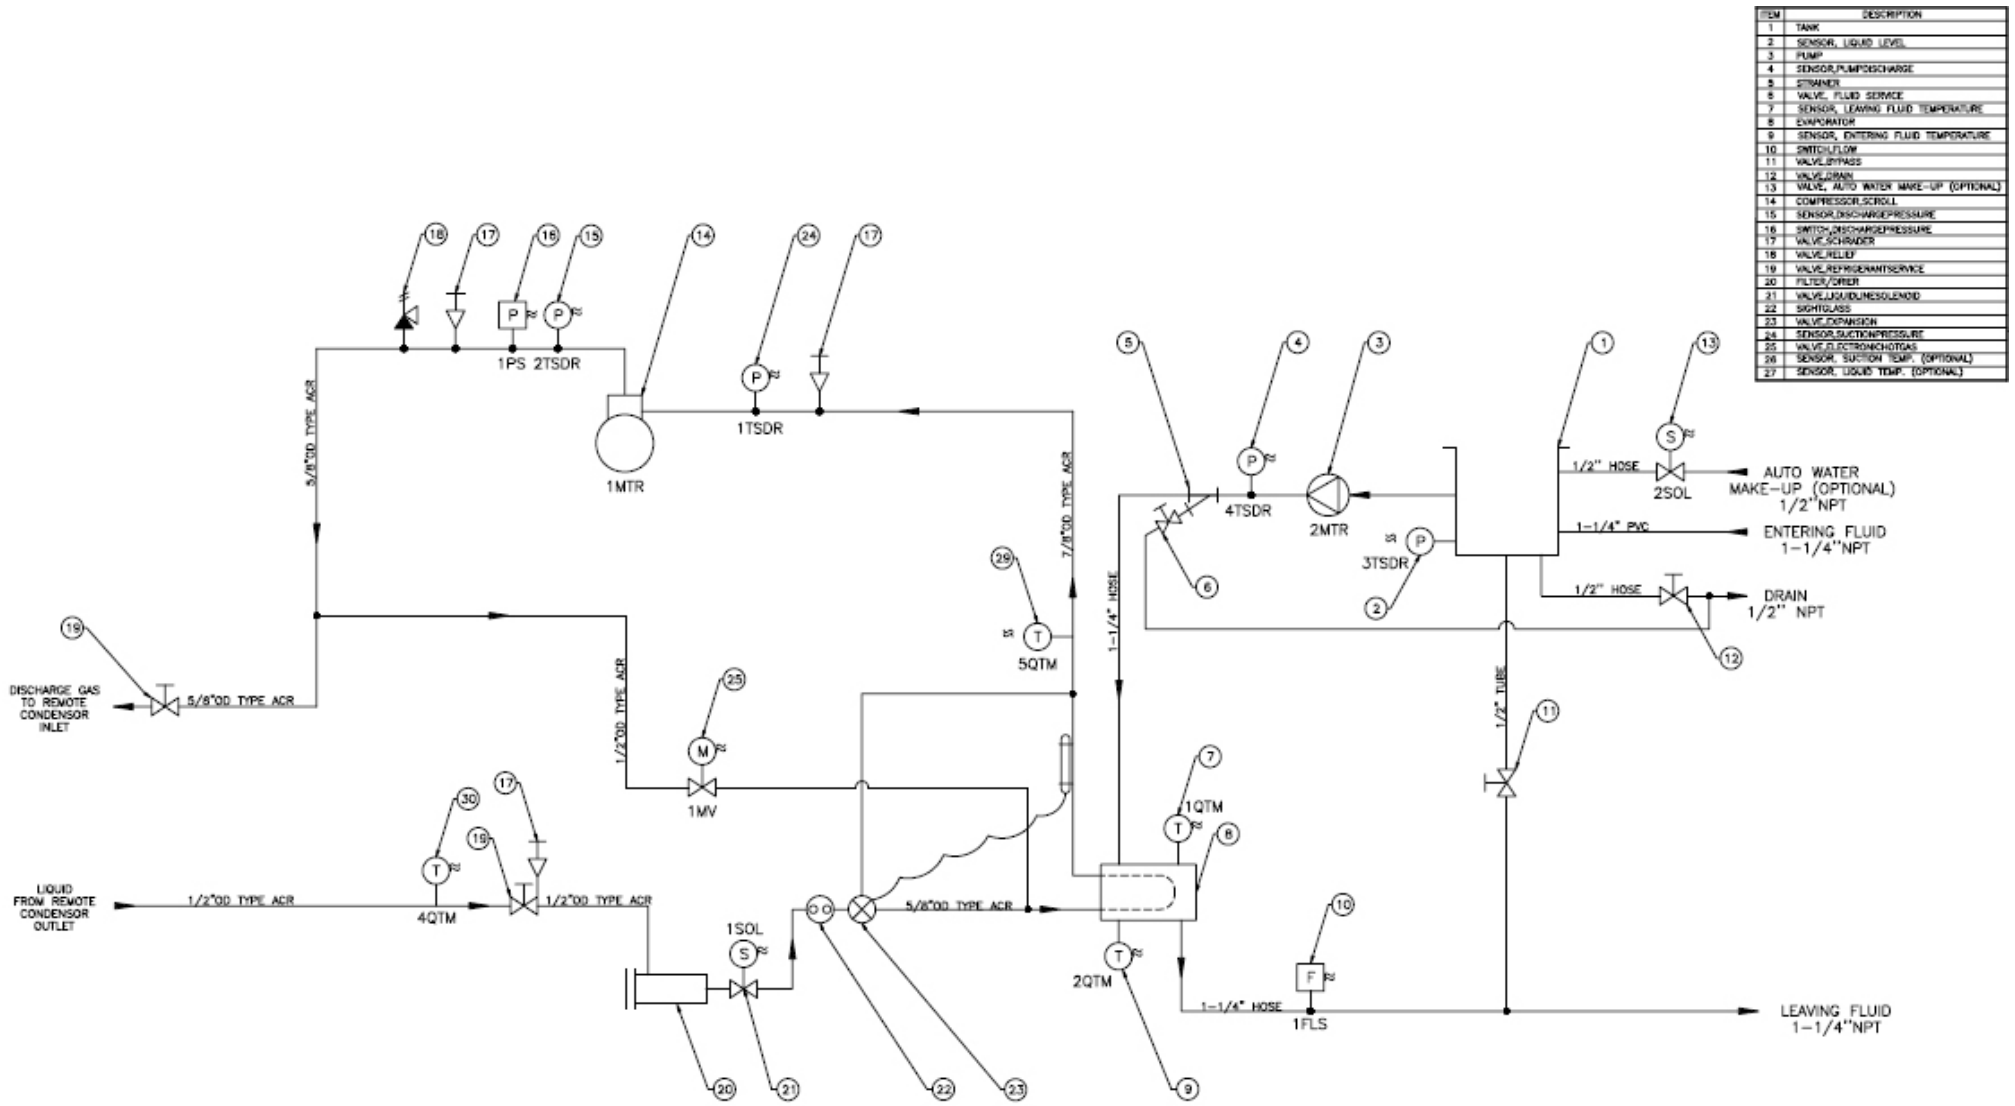 ITEM DESCRIPTION
1 TANK
2 SENSOR, LIQUID LEVEL
3 PUMP
4 SENSOR,PUMPDISCHARGE
5 STRAINER
6 VALVE, FLUID SERVICE
7 SENSOR, LEAVING FLUID TEMPERATURE
8 EVAPORATOR
9 SENSOR, ENTERING FLUID TEMPERATURE
10 SWITCH,FLOW
11 VALVE,BYPASS
12 VALVE,DRAIN
13 VALVE, AUTO WATER MAKE-UP (OPTIONAL)
14 COMPRESSOR,SCROLL
15 SENSOR,DISCHARGEPRESSURE
16 SWITCH,DISCHARGEPRESSURE
17 VALVE,SCHRADER
18 VALVE,RELIEF
19 VALVE,REFRIGERANTSERVICE
20 FILTER/DRIER
21 VALVE,LIQUIDLINESOLENOID
22 SIGHTGLASS
23 VALVE,EXPANSION
24 SENSOR,SUCTIONPRESSURE
25 VALVE,ELECTRONICHOTGAS
26 SENSOR, SUCTION TEMP. (OPTIONAL)
27 SENSOR, LIQUID TEMP. (OPTIONAL)
18 17 16 15 14 24 17
P P
1PS 2TSDR
P
1TSDR
5/8"OD TYPE ACR
1MTR
7/8"OD TYPE ACR
5 4 3 1 13
S
P
1/2" HOSE
2SOL
AUTO WATER
MAKE-UP (OPTIONAL)
1/2"NPT
4TSDR
2MTR
1-1/4" PVC
ENTERING FLUID
1-1/4"NPT
P
3TSDR
6
2
1/2" HOSE
DRAIN
1/2" NPT
12
1-1/4" HOSE
29
T
5QTM
19
DISCHARGE GAS
TO REMOTE
CONDENSOR
INLET
5/8"OD TYPE ACR
1/2"OD TYPE ACR
25
M
1MV
1/2" TUBE
11
7
1QTM
T
8
30
17
19
T
LIQUID
FROM REMOTE
CONDENSOR
OUTLET
1/2"OD TYPE ACR
4QTM
1/2"OD TYPE ACR
5/8"OD TYPE ACR
1SOL
S
T
2QTM
10
F
1-1/4" HOSE
1FLS
LEAVING FLUID
1-1/4"NPT
20 21 22 23 9